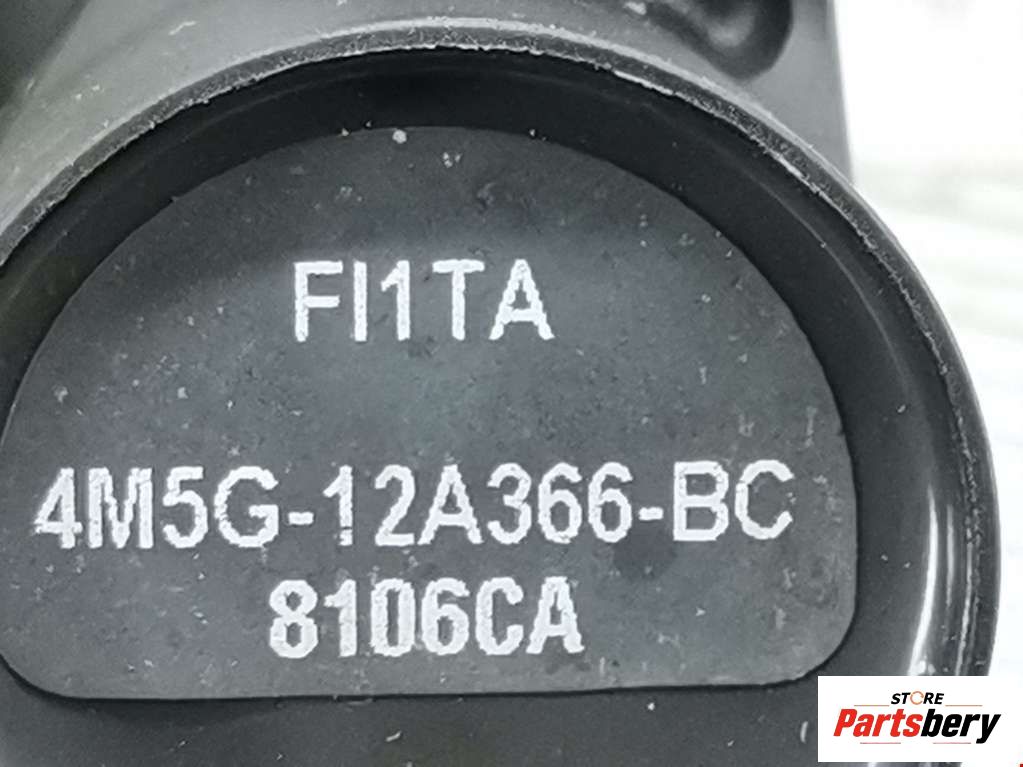 FI1TA
4M5G-12A366-BC
8106CA
STORE
Partsbery